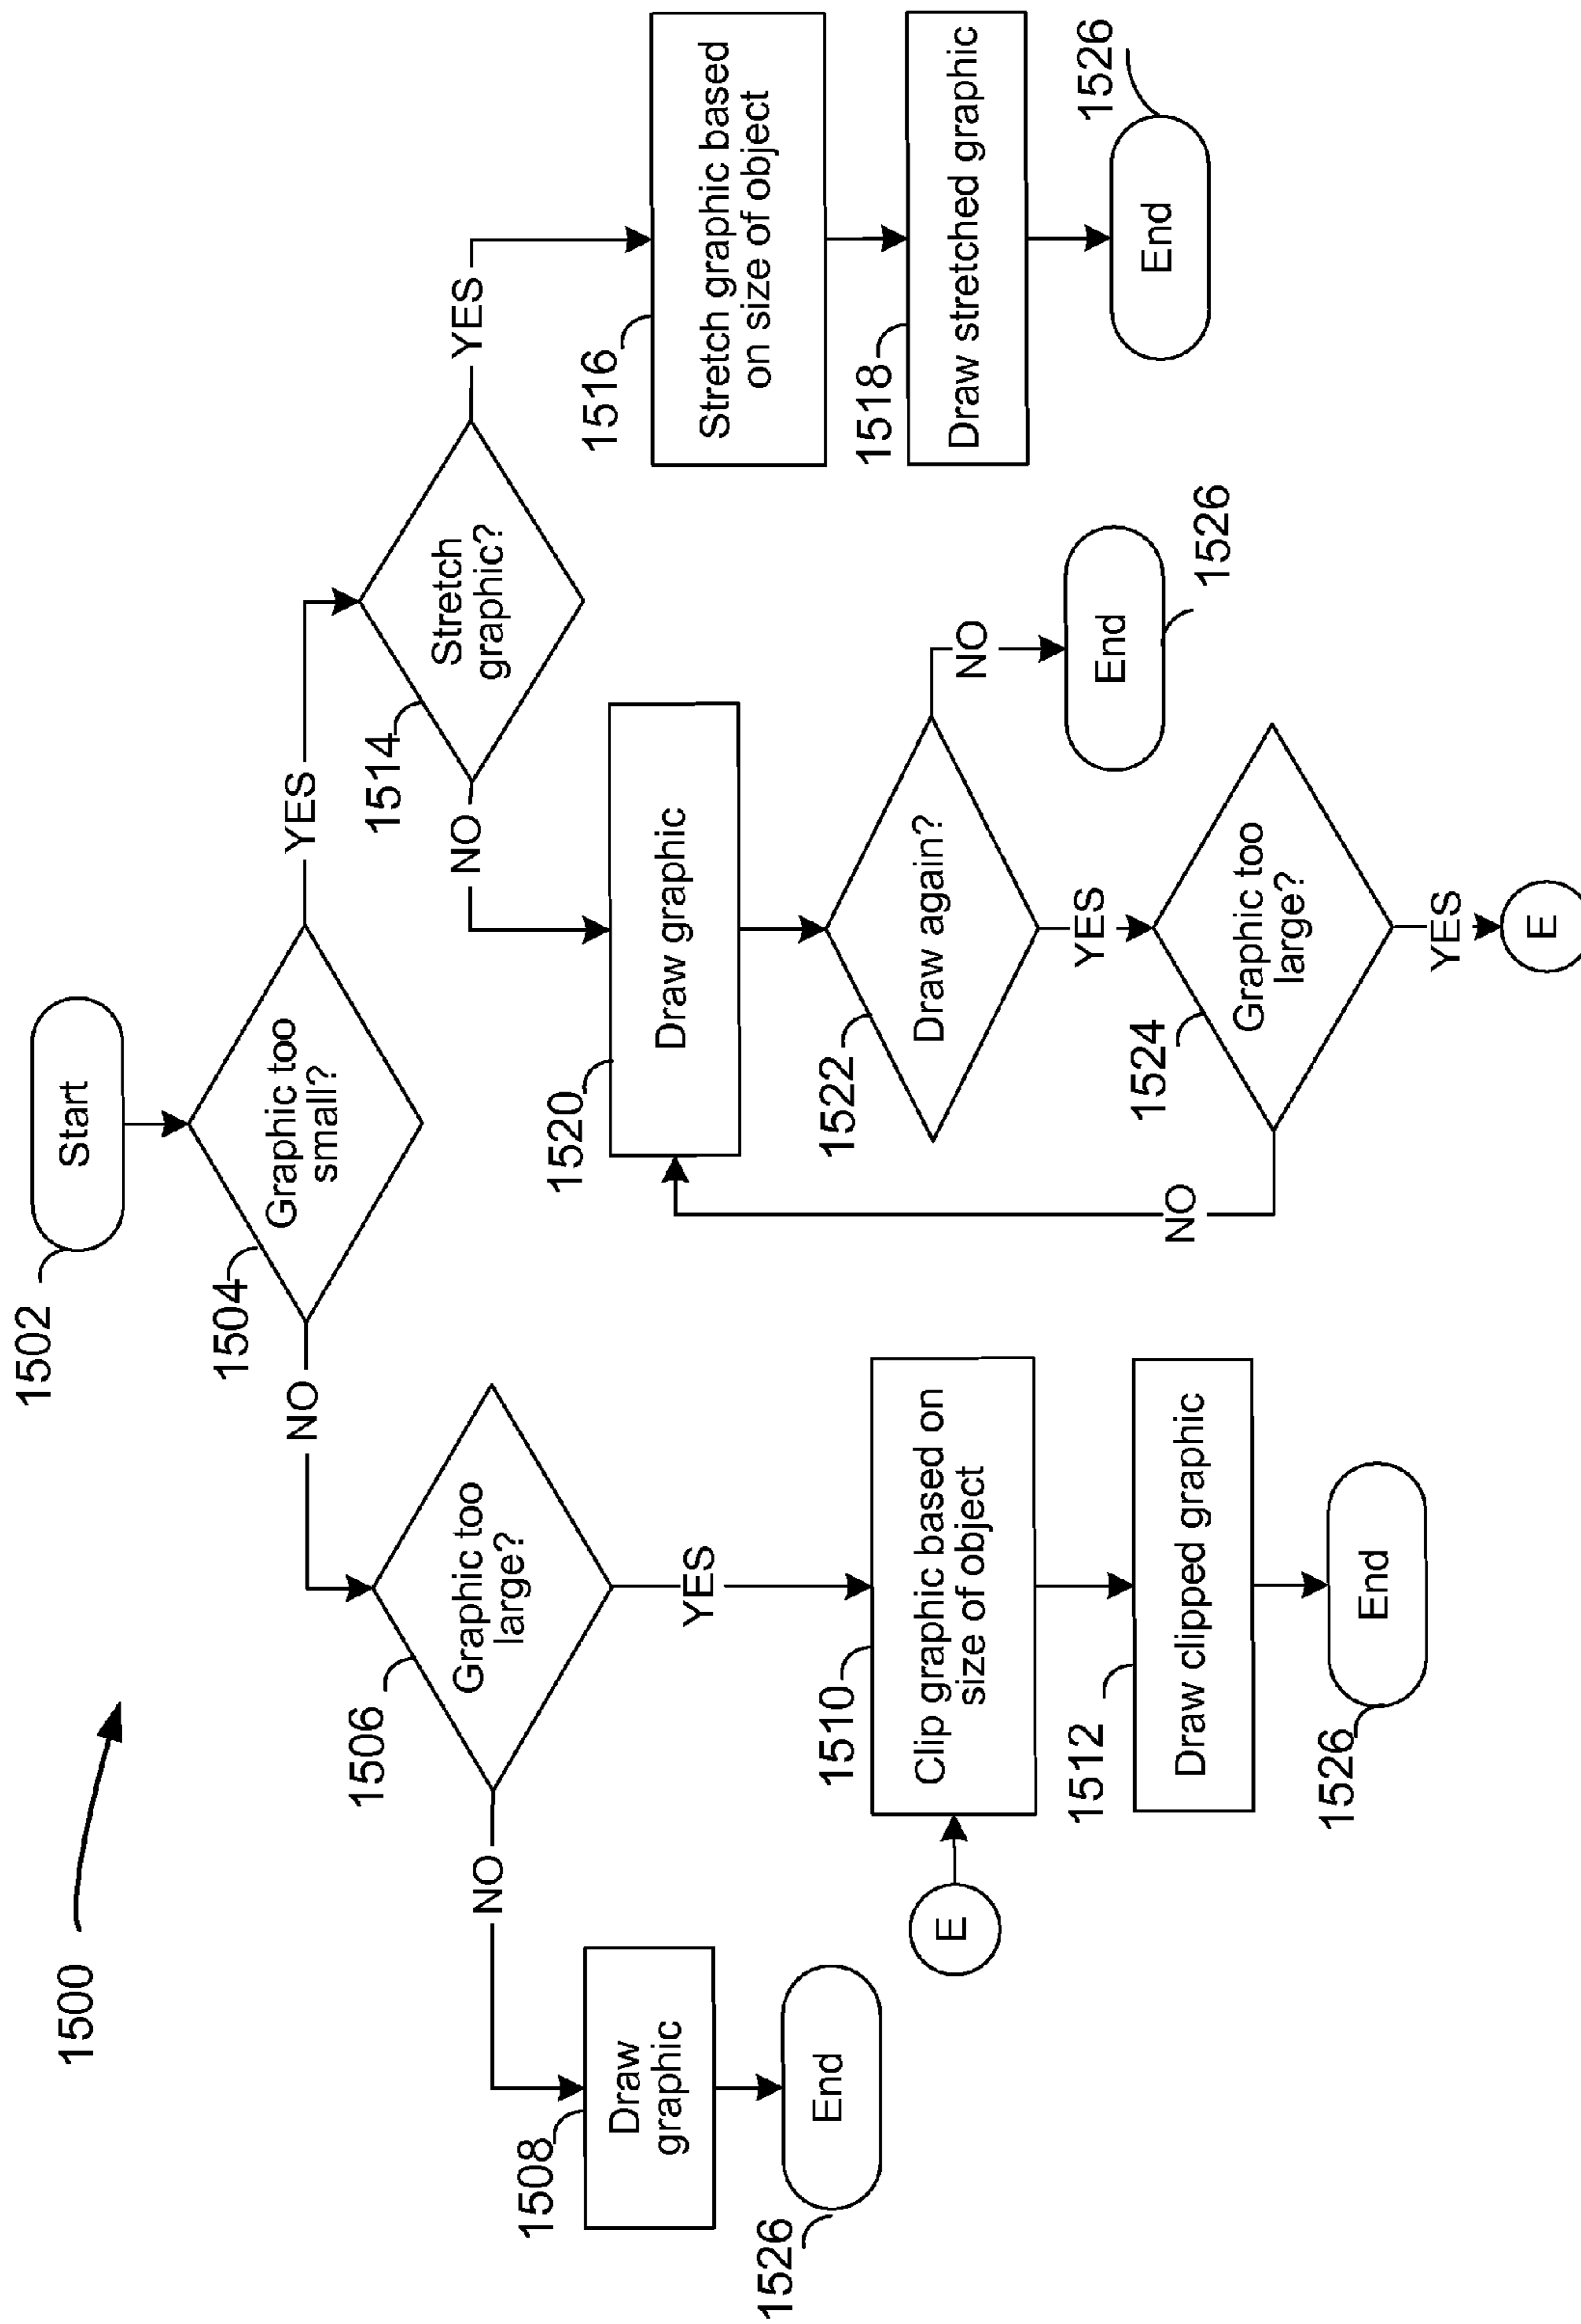 1500
1502
Start
1504
Graphic too
small?
NO
YES
1506
Graphic too
large?
NO
YES
1508
Draw
graphic
End
1526
E
1510
Clip graphic based on
size of object
1512
Draw clipped graphic
End
1526
1514
Stretch
graphic?
NO
YES
1516
Stretch graphic based
on size of object
1518
Draw stretched graphic
End
1526
1520
Draw graphic
1522
Draw again?
NO
End
1526
YES
1524
Graphic too
large?
NO
YES
E